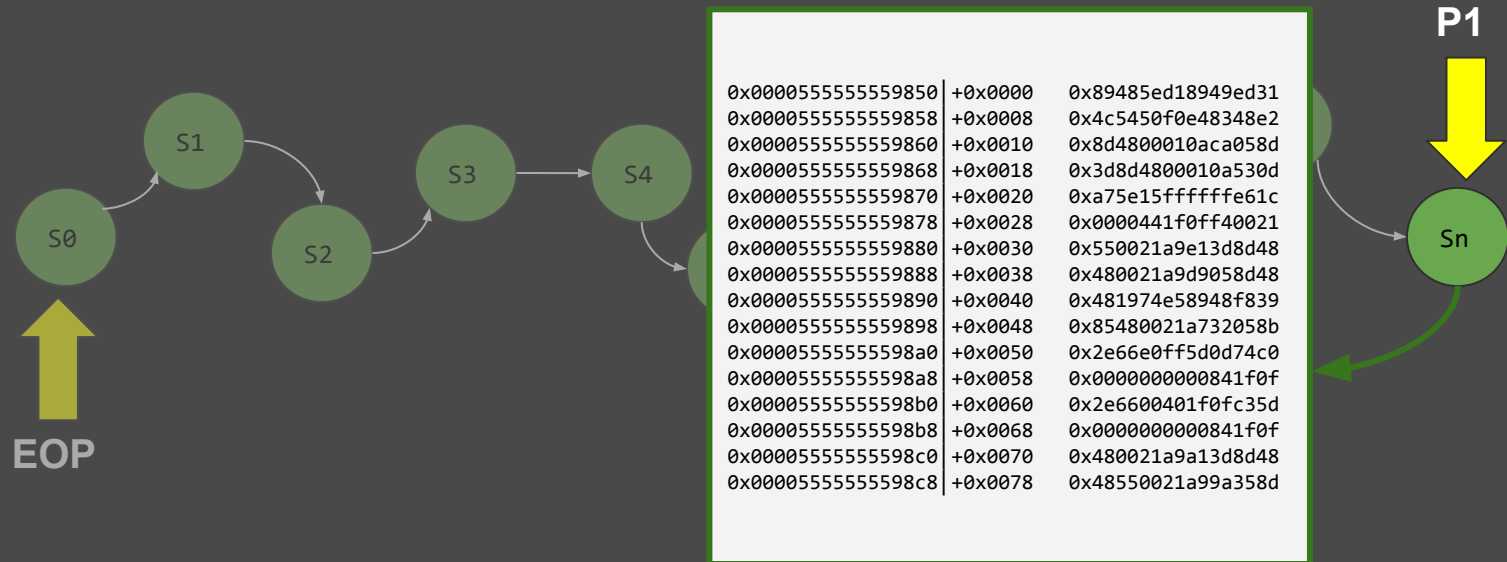 P1
0x0000555555559850 +0x0000 0x89485ed18949ed31
0x0000555555559858 +0x0008 0x4c5450f0e48348e2
0x0000555555559860 +0x0010 0x8d4800010aca058d
0x0000555555559868 +0x0018 0x3d8d4800010a530d
0x0000555555559870 +0x0020 0xa75e15ffffffe61c
0x0000555555559878 +0x0028 0x0000441f0ff40021
0x0000555555559880 +0x0030 0x550021a9e13d8d48
0x0000555555559888 +0x0038 0x480021a9d9058d48
0x0000555555559890 +0x0040 0x481974e58948f839
0x0000555555559898 +0x0048 0x85480021a732058b
0x00005555555598a0 +0x0050 0x2e66e0ff5d0d74c0
0x00005555555598a8 +0x0058 0x0000000000841f0f
0x00005555555598b0 +0x0060 0x2e6600401f0fc35d
0x00005555555598b8 +0x0068 0x0000000000841f0f
0x00005555555598c0 +0x0070 0x480021a9a13d8d48
0x00005555555598c8 +0x0078 0x48550021a99a358d
S0
S1
S2
S3
S4
Sn
EOP